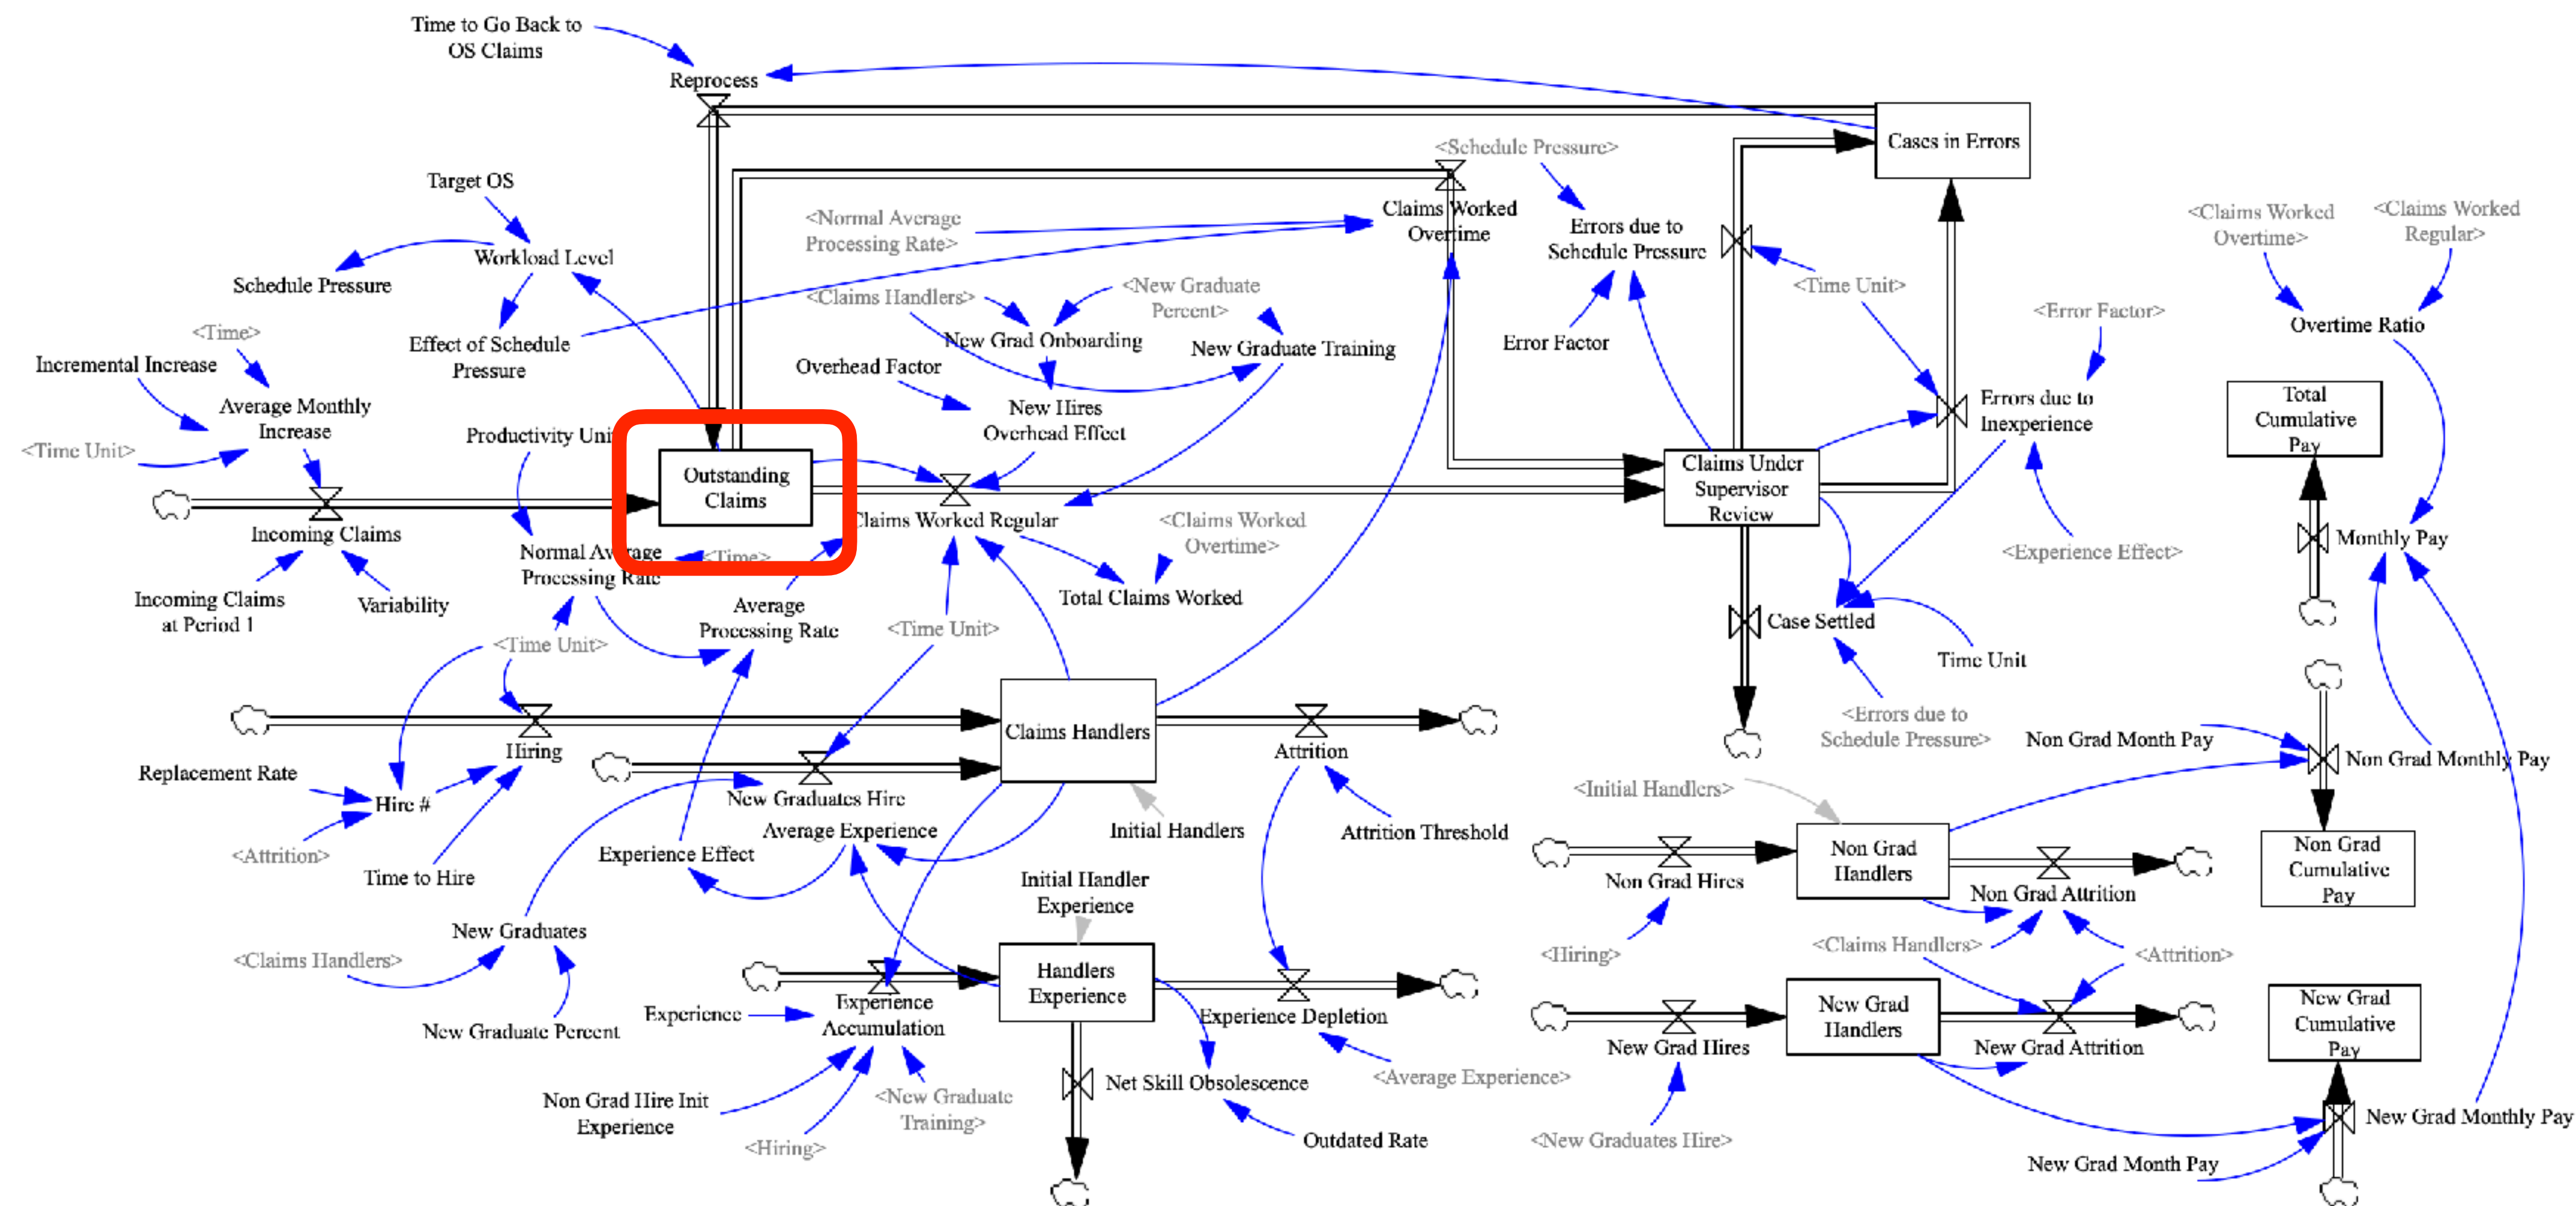 Time to Go Back to
OS Claims
Reprocess
Cases in Errors
<Schedule Pressure>
Target OS
<Normal Average
Processing Rate>
Claims Worked
Overtime
Errors due to
Schedule Pressure
<Claims Worked
Overtime>
<Claims Worked
Regular>
Workload Level
Schedule Pressure
<Claims Handlers>
<New Graduate
Percent>
<Time Unit>
<Error Factor>
<Time>
Effect of Schedule
Pressure
New Grad Onboarding
New Graduate Training
Error Factor
Overtime Ratio
Incremental Increase
Overhead Factor
Average Monthly
Increase
New Hires
Overhead Effect
Errors due to
Inexperience
Total
Cumulative
Pay
<Time Unit>
Productivity Unit
Outstanding
Claims
Claims Under
Supervisor
Review
Incoming Claims
Claims Worked Regular
<Claims Worked
Overtime>
Monthly Pay
Normal Average
Processing Rate
<Time>
<Experience Effect>
Incoming Claims
at Period 1
Variability
Average
Processing Rate
Total Claims Worked
<Time Unit>
<Time Unit>
Case Settled
Time Unit
Claims Handlers
<Errors due to
Schedule Pressure>
Hiring
Attrition
Non Grad Month Pay
Non Grad Monthly Pay
Replacement Rate
Hire #
New Graduates Hire
<Initial Handlers>
Average Experience
Initial Handlers
Attrition Threshold
<Attrition>
Experience Effect
Time to Hire
Non Grad
Handlers
Non Grad
Cumulative
Pay
Initial Handler
Experience
Non Grad Hires
Non Grad Attrition
New Graduates
<Claims Handlers>
<Hiring>
<Claims Handlers>
<Attrition>
Handlers
Experience
Experience
Experience
Accumulation
Experience Depletion
New Grad
Handlers
New Grad
Cumulative
Pay
New Graduate Percent
New Grad Hires
New Grad Attrition
Net Skill Obsolescence
<Average Experience>
Non Grad Hire Init
Experience
<New Graduate
Training>
<Hiring>
Outdated Rate
<New Graduates Hire>
New Grad Monthly Pay
New Grad Month Pay